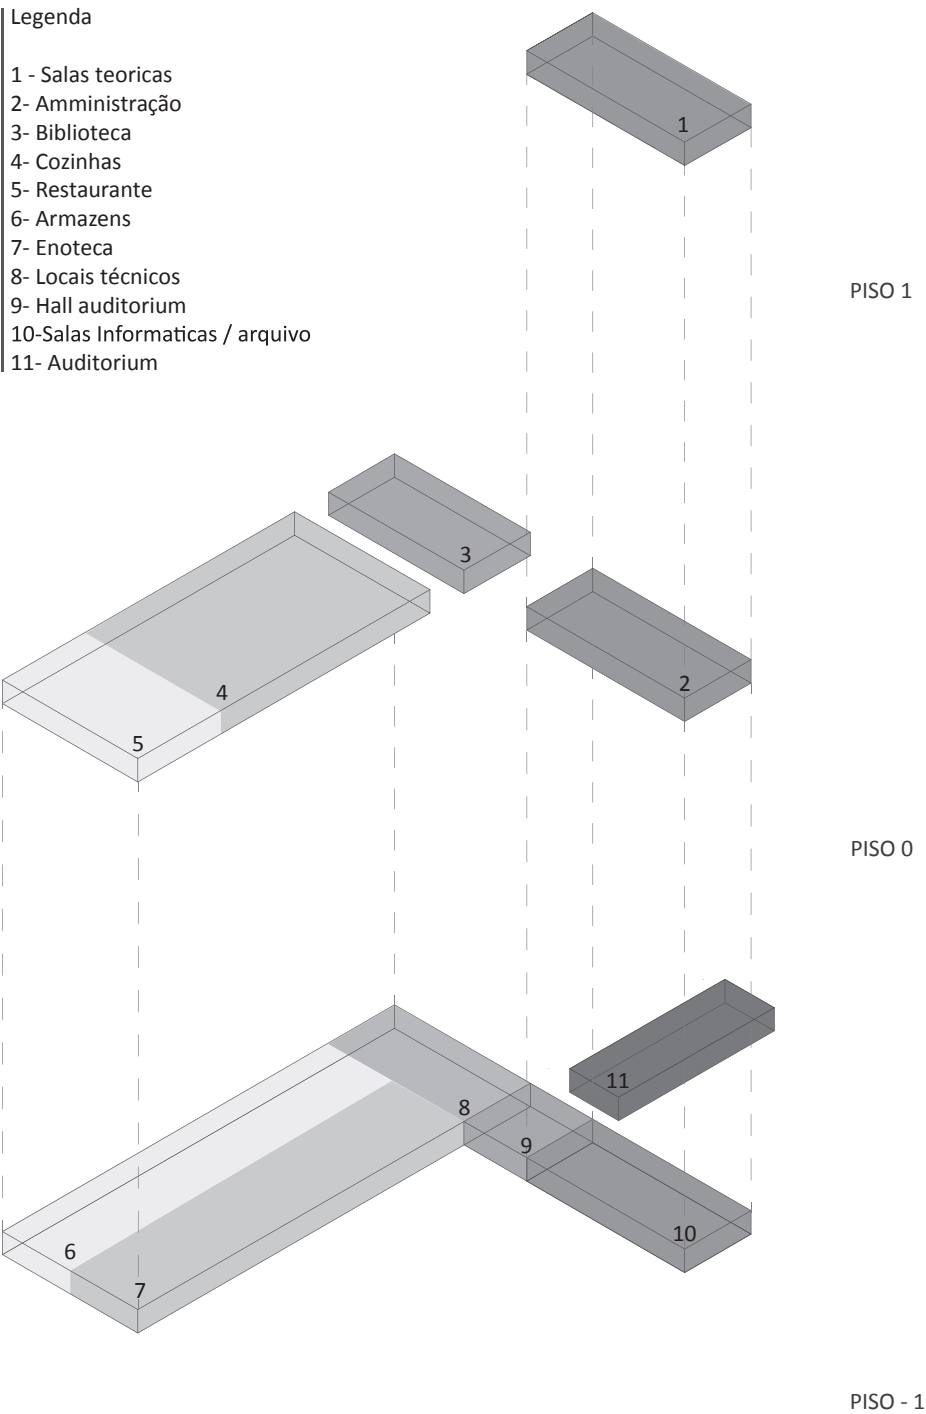 Legenda
1 - Salas teoricas
2- Amministração
3- Biblioteca
4- Cozinhas
5- Restaurante
6- Armazens
7- Enoteca
8- Locais técnicos
9- Hall auditorium
10-Salas Informaticas / arquivo
11- Auditorium
1
PISO 1
3
2
4
5
PISO 0
11
8
9
10
6
7
PISO - 1